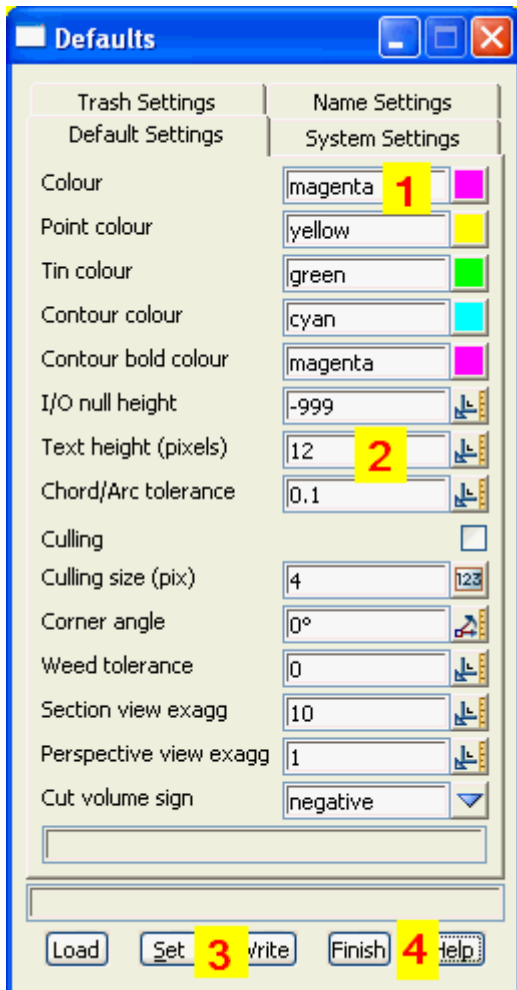 Defaults
Trash Settings Name Settings
Default Settings System Settings
Colour magenta 1
Point colour yellow
Tin colour green
Contour colour cyan
Contour bold colour magenta
I/O null height -999
Text height (pixels) 12 2
Chord/Arc tolerance 0.1
Culling
Culling size (pix) 4 123
Corner angle 0°
Weed tolerance 0
Section view exagg 10
Perspective view exagg 1
Cut volume sign negative
Load Set 3 Finish 4